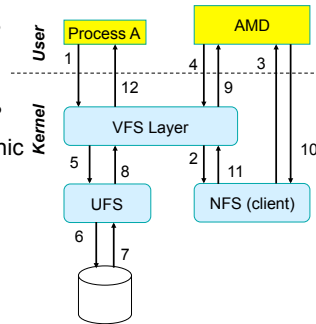 User
Process A
AMD
1
12
4
9
3
10
Kernel
nic
VFS Layer
5
8
2
11
UFS
NFS (client)
6
7